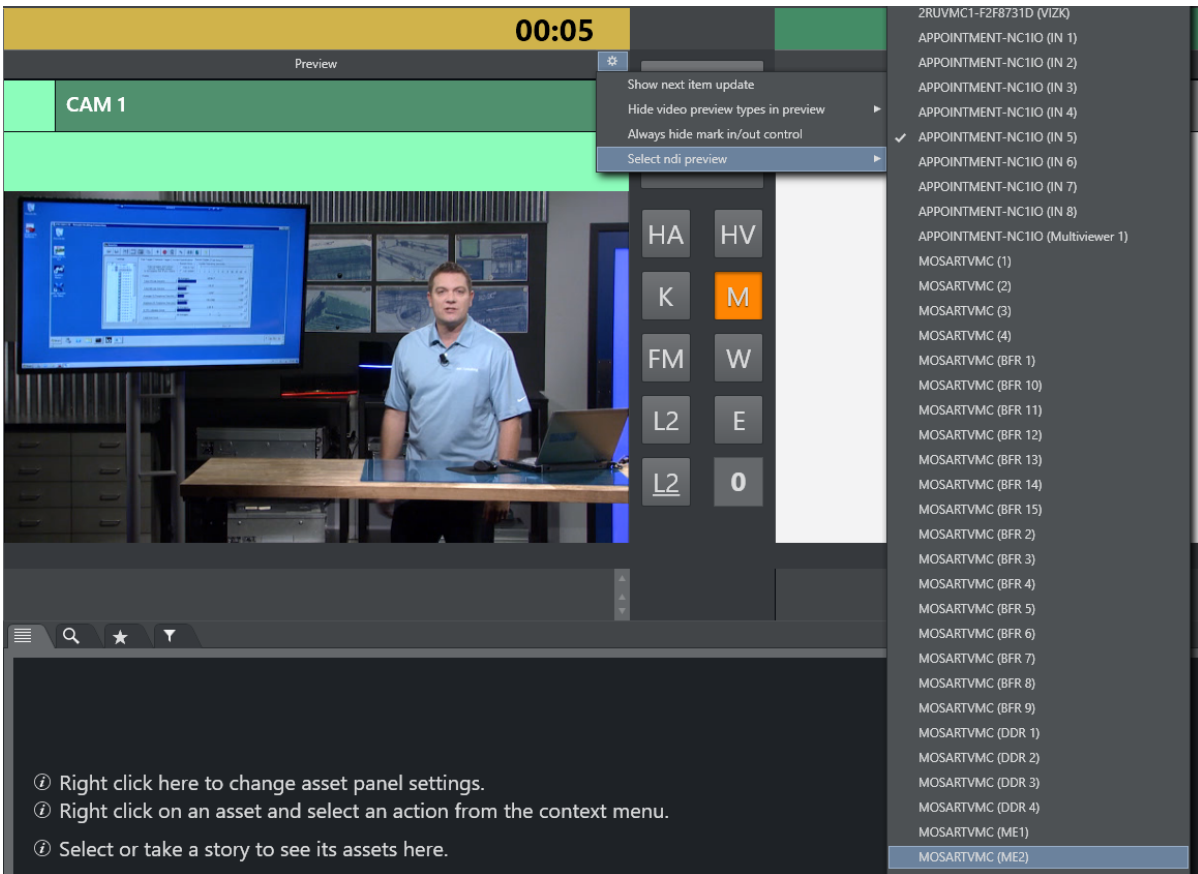 00:05
Preview
CAM 1
Show next item update
Hide video preview types in preview
Always hide mark in/out control
Select ndi preview
2RUVMC1-F2F8731D (VIZK)
APPOINTMENT-NC1IO (IN 1)
APPOINTMENT-NC1IO (IN 2)
APPOINTMENT-NC1IO (IN 3)
APPOINTMENT-NC1IO (IN 4)
APPOINTMENT-NC1IO (IN 5)
APPOINTMENT-NC1IO (IN 6)
APPOINTMENT-NC1IO (IN 7)
APPOINTMENT-NC1IO (IN 8)
APPOINTMENT-NC1IO (Multiviewer 1)
MOSARTVMC (1)
MOSARTVMC (2)
MOSARTVMC (3)
MOSARTVMC (4)
MOSARTVMC (BFR 1)
MOSARTVMC (BFR 10)
MOSARTVMC (BFR 11)
MOSARTVMC (BFR 12)
MOSARTVMC (BFR 13)
MOSARTVMC (BFR 14)
MOSARTVMC (BFR 15)
MOSARTVMC (BFR 2)
MOSARTVMC (BFR 3)
MOSARTVMC (BFR 4)
MOSARTVMC (BFR 5)
MOSARTVMC (BFR 6)
MOSARTVMC (BFR 7)
MOSARTVMC (BFR 8)
MOSARTVMC (BFR 9)
MOSARTVMC (DDR 1)
MOSARTVMC (DDR 2)
MOSARTVMC (DDR 3)
MOSARTVMC (DDR 4)
MOSARTVMC (ME1)
MOSARTVMC (ME2)
HA HV
K M
FM W
L2 E
L2 0
Right click here to change asset panel settings.
Right click on an asset and select an action from the context menu.
Select or take a story to see its assets here.